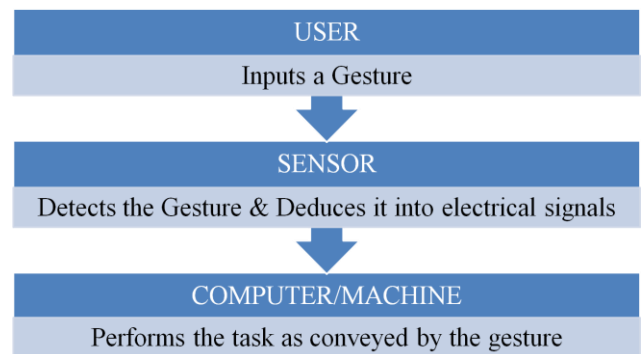 USER
Inputs a Gesture
SENSOR
Detects the Gesture & Deduces it into electrical signals
COMPUTER/MACHINE
Performs the task as conveyed by the gesture